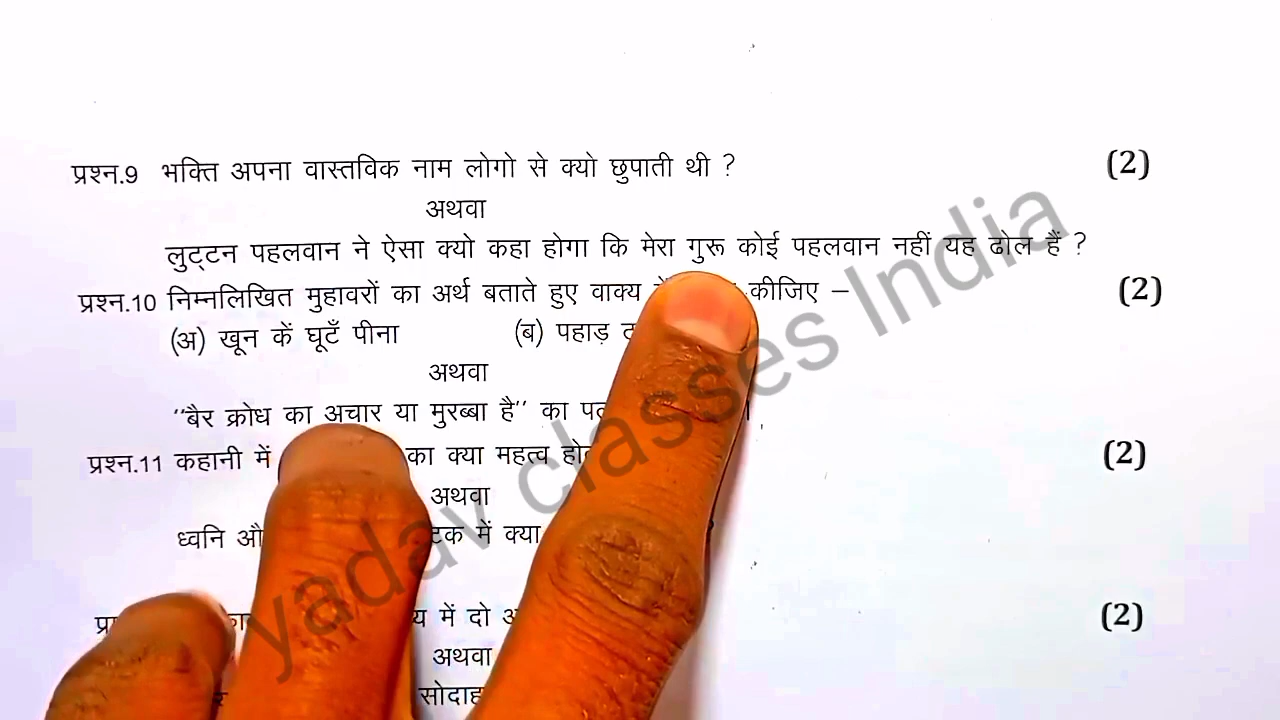 प्रश्न.9 भक्ति अपना वास्तविक नाम लोगो से क्यो छुपाती थी ? (2)
अथवा
लुट्टन पहलवान ने ऐसा क्यो कहा होगा कि मेरा गुरू कोई पहलवान नहीं यह ढोल हैं ?
प्रश्न.10 निम्नलिखित मुहावरों का अर्थ बताते हुए वाक्य कीजिए – (2)
(अ) खून कें घूटँ पीना (ब) पहाड़
अथवा
"बैर क्रोध का अचार या मुरब्बा है" का
प्रश्न.11 कहानी में का क्या महत्व (2)
अथवा
ध्वनि में क्या
में दो (2)
अथवा
yadav classes India